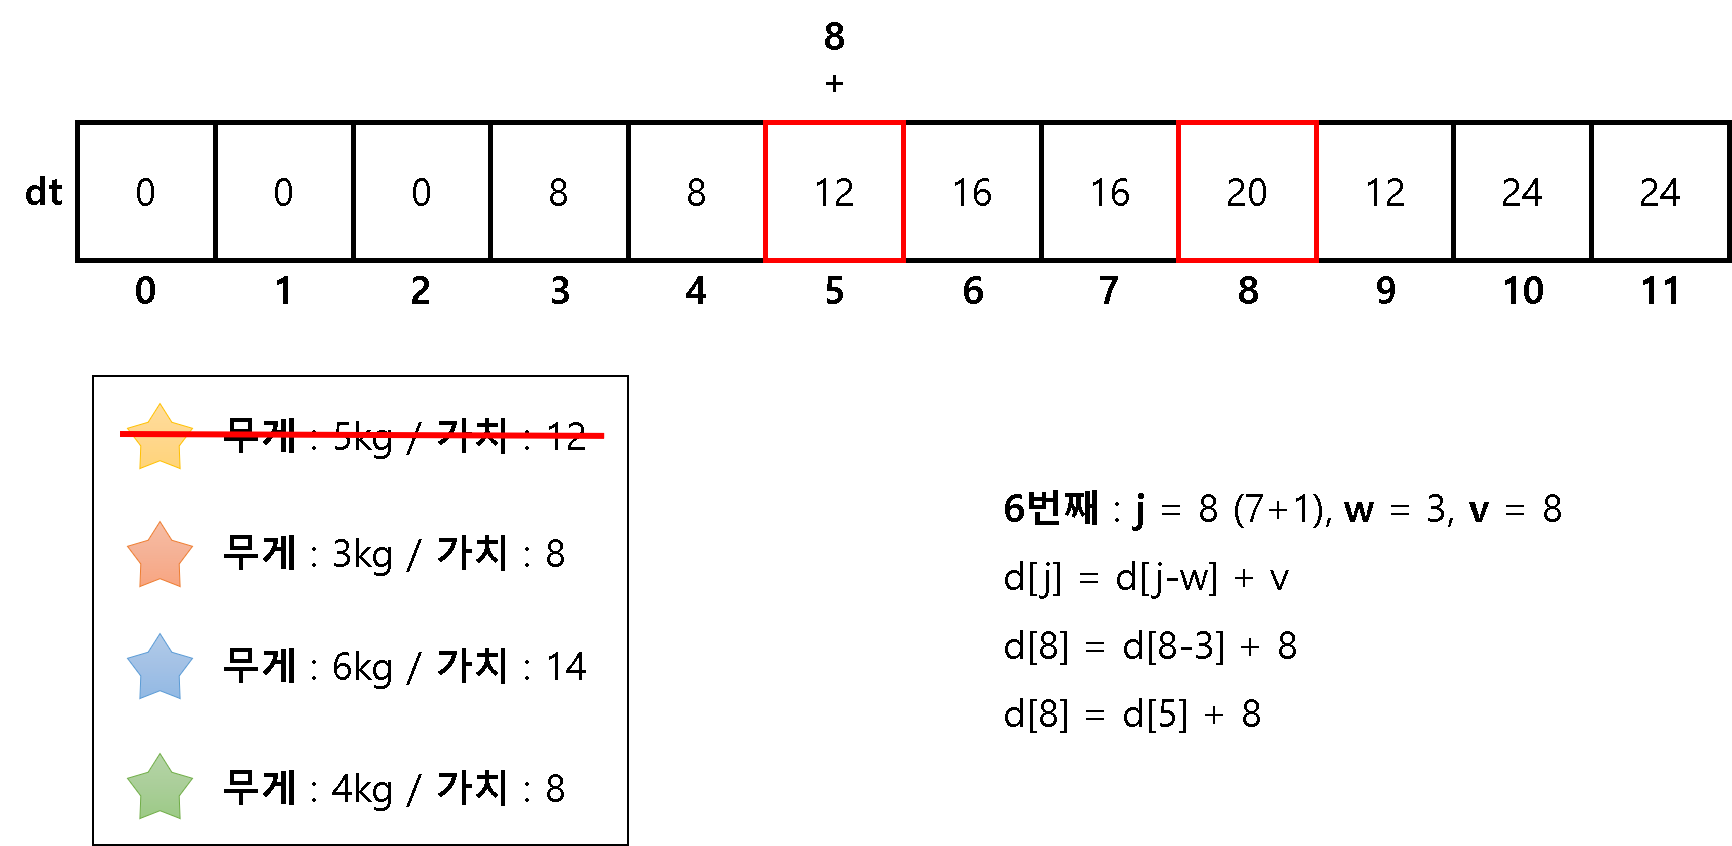 8
+
dt 0 0 0 8 8 12 16 16 20 12 24 24
0 1 2 3 4 5 6 7 8 9 10 11
무게 : 5kg / 가치 : 12
무게 : 3kg / 가치 : 8
무게 : 6kg / 가치 : 14
무게 : 4kg / 가치 : 8
6번째 : j = 8 (7+1), w = 3, v = 8
d[j] = d[j-w] + v
d[8] = d[8-3] + 8
d[8] = d[5] + 8